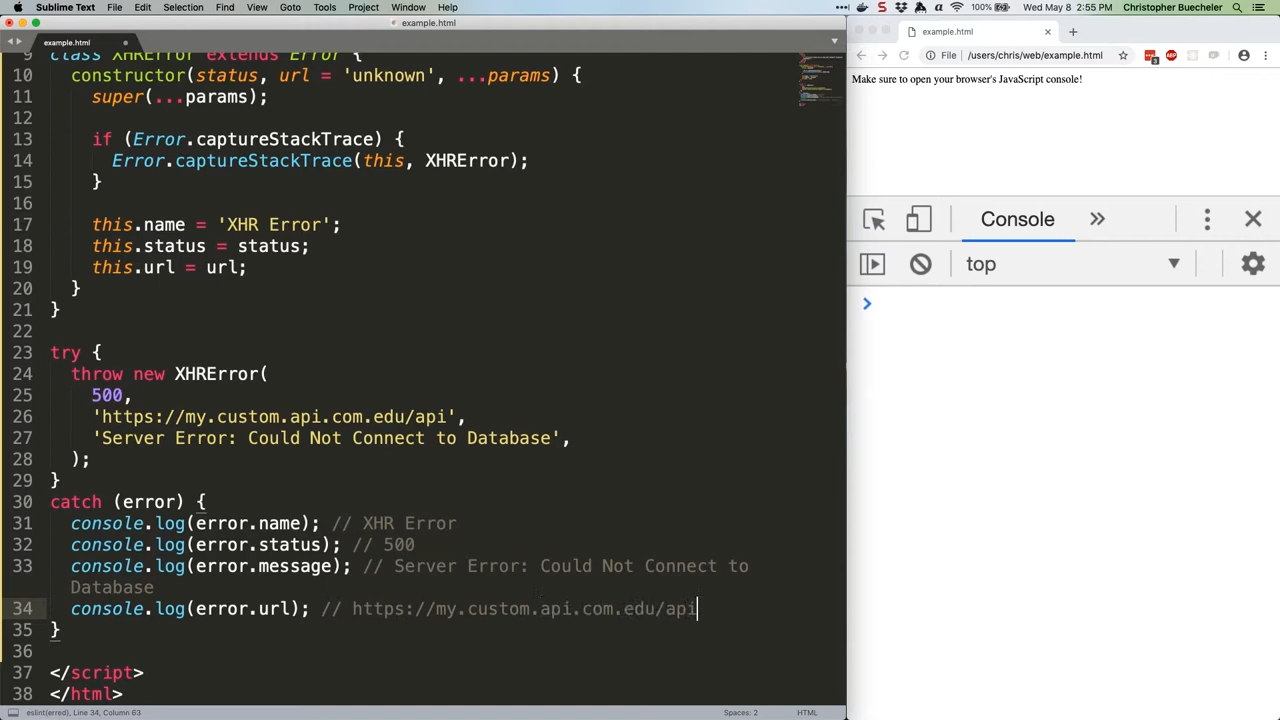 Sublime Text File Edit Selection Find View Goto Tools Project Window Help 100% Wed May 8 2:55 PM Christopher Buecheler
example.html
example.html
9 class XHRError extends Error {
10 constructor(status, url = 'unknown', ...params) {
11 super(...params);
12
13 if (Error.captureStackTrace) {
14 Error.captureStackTrace(this, XHRError);
15 }
16
17 this.name = 'XHR Error';
18 this.status = status;
19 this.url = url;
20 }
21 }
22
23 try {
24 throw new XHRError(
25 500,
26 'https://my.custom.api.com.edu/api',
27 'Server Error: Could Not Connect to Database',
28 );
29 }
30 catch (error) {
31 console.log(error.name); // XHR Error
32 console.log(error.status); // 500
33 console.log(error.message); // Server Error: Could Not Connect to
Database
34 console.log(error.url); // https://my.custom.api.com.edu/api
35 }
36
37 </script>
38 </html>
eslint(erred), Line 34, Column 63 Spaces: 2 HTML
example.html
File /users/chris/web/example.html
3 ABP
Make sure to open your browser's JavaScript console!
Console
top